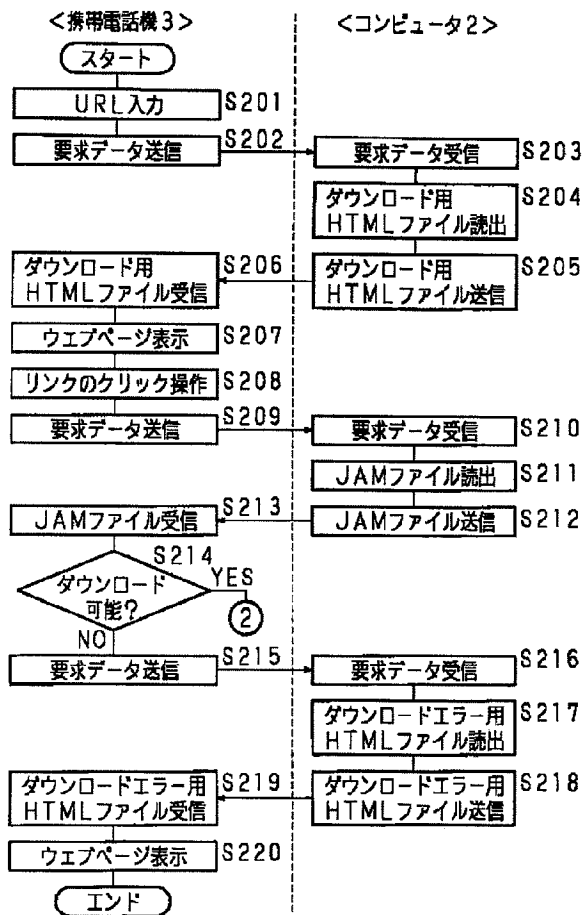 <携帯電話機3>
<コンピュータ2>
スタート
URL入力
S201
要求データ送信
S202
要求データ受信
S203
ダウンロード用
HTMLファイル読出
S204
ダウンロード用
HTMLファイル送信
S205
ダウンロード用
HTMLファイル受信
S206
ウェブページ表示
S207
リンクのクリック操作
S208
要求データ送信
S209
要求データ受信
S210
JAMファイル読出
S211
JAMファイル送信
S212
JAMファイル受信
S213
S214
ダウンロード
可能?
YES
2
NO
要求データ送信
S215
要求データ受信
S216
ダウンロードエラー用
HTMLファイル読出
S217
ダウンロードエラー用
HTMLファイル送信
S218
ダウンロードエラー用
HTMLファイル受信
S219
ウェブページ表示
S220
エンド